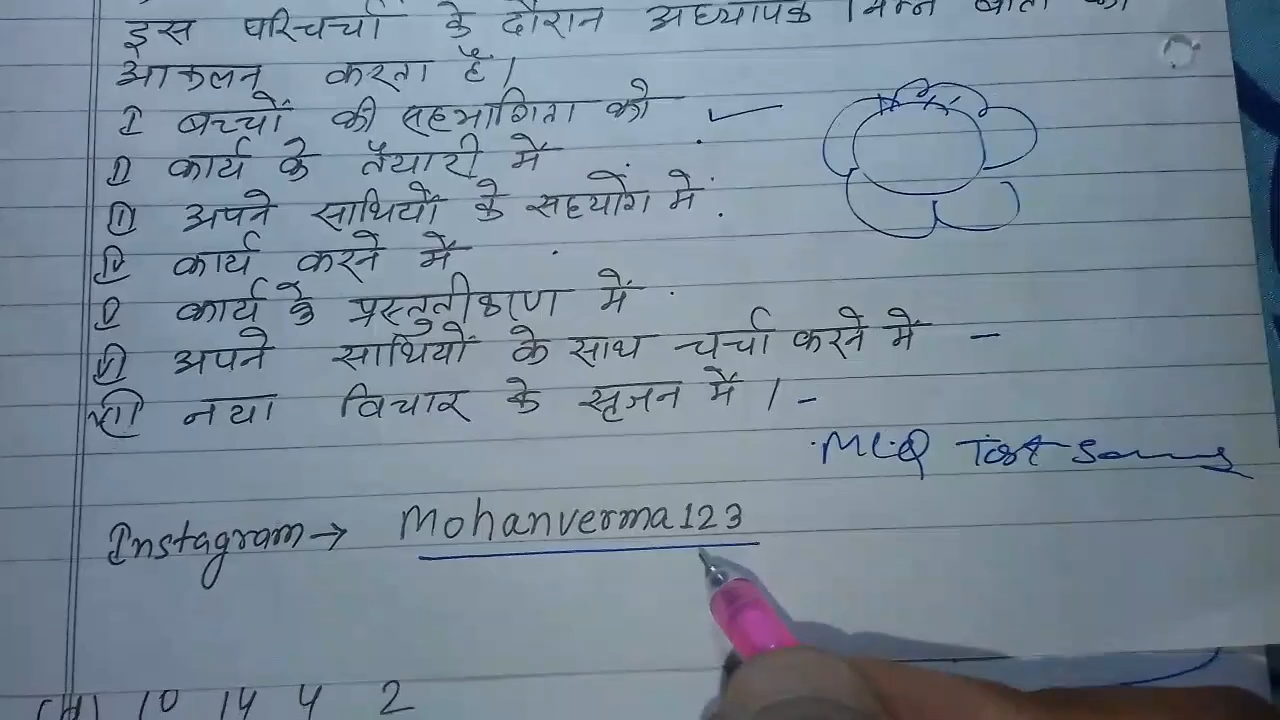 इस परिचर्चा के दौरान अध्यापक निम्न बातों का
आकलन करता है।
I बच्चों की सहभागिता को
II कार्य के तैयारी में
III अपने साथियों के सहयोग में.
IV कार्य करने में
V कार्य के प्रस्तुतीकरण में
VI अपने साथियों के साथ चर्चा करने में –
VII नया विचार के सृजन में। –
MCQ Test
Instagram → Mohanverma123
10 14 4 2